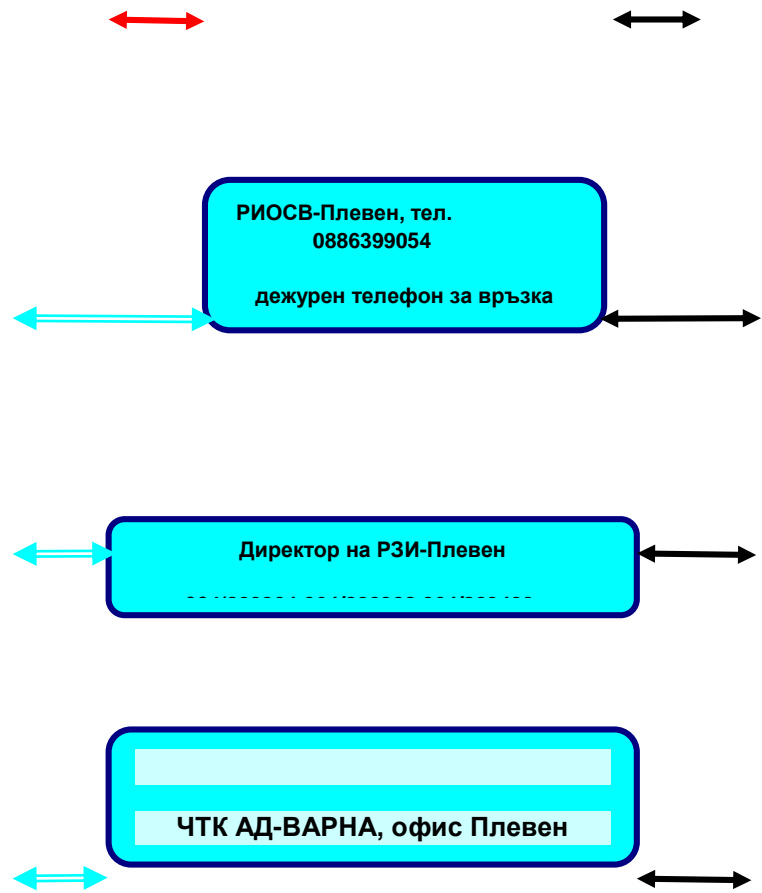 РИОСВ-Плевен, тел.
0886399054
дежурен телефон за връзка
Директор на РЗИ-Плевен
ЧТК АД-ВАРНА, офис Плевен